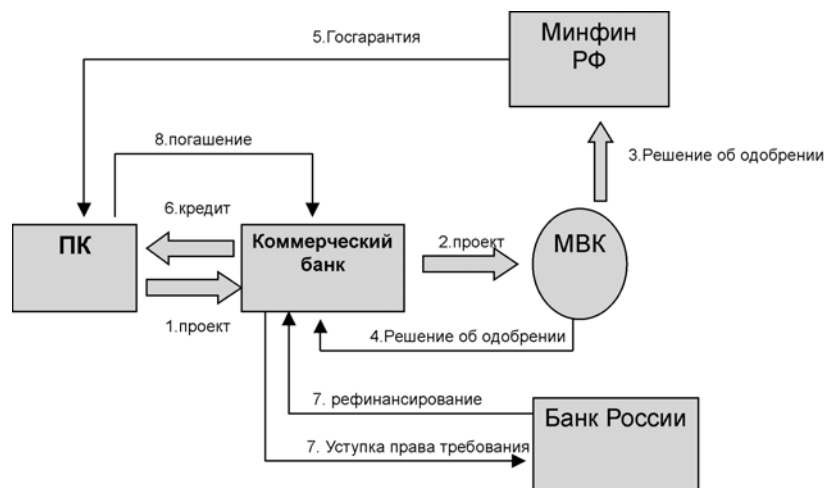 5.Госгарантия
Минфин
РФ
8.погашение
3.Решение об одобрении
6.кредит
ПК
Коммерческий
банк
2.проект
МВК
1.проект
4.Решение об одобрении
7. рефинансирование
Банк России
7. Уступка права требования